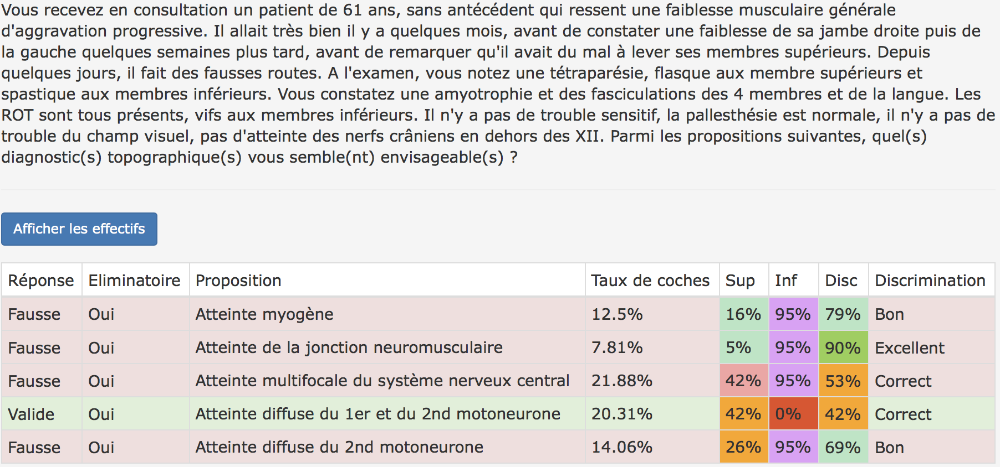 Vous recevez en consultation un patient de 61 ans, sans antécédent qui ressent une faiblesse musculaire générale
d'aggravation progressive. Il allait très bien il y a quelques mois, avant de constater une faiblesse de sa jambe droite puis de
la gauche quelques semaines plus tard, avant de remarquer qu'il avait du mal à lever ses membres supérieurs. Depuis
quelques jours, il fait des fausses routes. A l'examen, vous notez une tétraparésie, flasque aux membre supérieurs et
spastique aux membres inférieurs. Vous constatez une amyotrophie et des fasciculations des 4 membres et de la langue. Les
ROT sont tous présents, vifs aux membres inférieurs. Il n'y a pas de trouble sensitif, la pallesthésie est normale, il n'y a pas de
trouble du champ visuel, pas d'atteinte des nerfs crâniens en dehors des XII. Parmi les propositions suivantes, quel(s)
diagnostic(s) topographique(s) vous semble(nt) envisageable(s) ?
Afficher les effectifs
Réponse Eliminatoire Proposition Taux de coches Sup Inf Disc Discrimination
Fausse Oui Atteinte myogène 12.5% 16% 95% 79% Bon
Fausse Oui Atteinte de la jonction neuromusculaire 7.81% 5% 95% 90% Excellent
Fausse Oui Atteinte multifocale du système nerveux central 21.88% 42% 95% 53% Correct
Valide Oui Atteinte diffuse du 1er et du 2nd motoneurone 20.31% 42% 0% 42% Correct
Fausse Oui Atteinte diffuse du 2nd motoneurone 14.06% 26% 95% 69% Bon